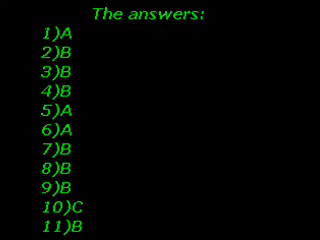 The answers:
1)A
2)B
3)B
4)B
5)A
6)A
7)B
8)B
9)B
10)C
11)B